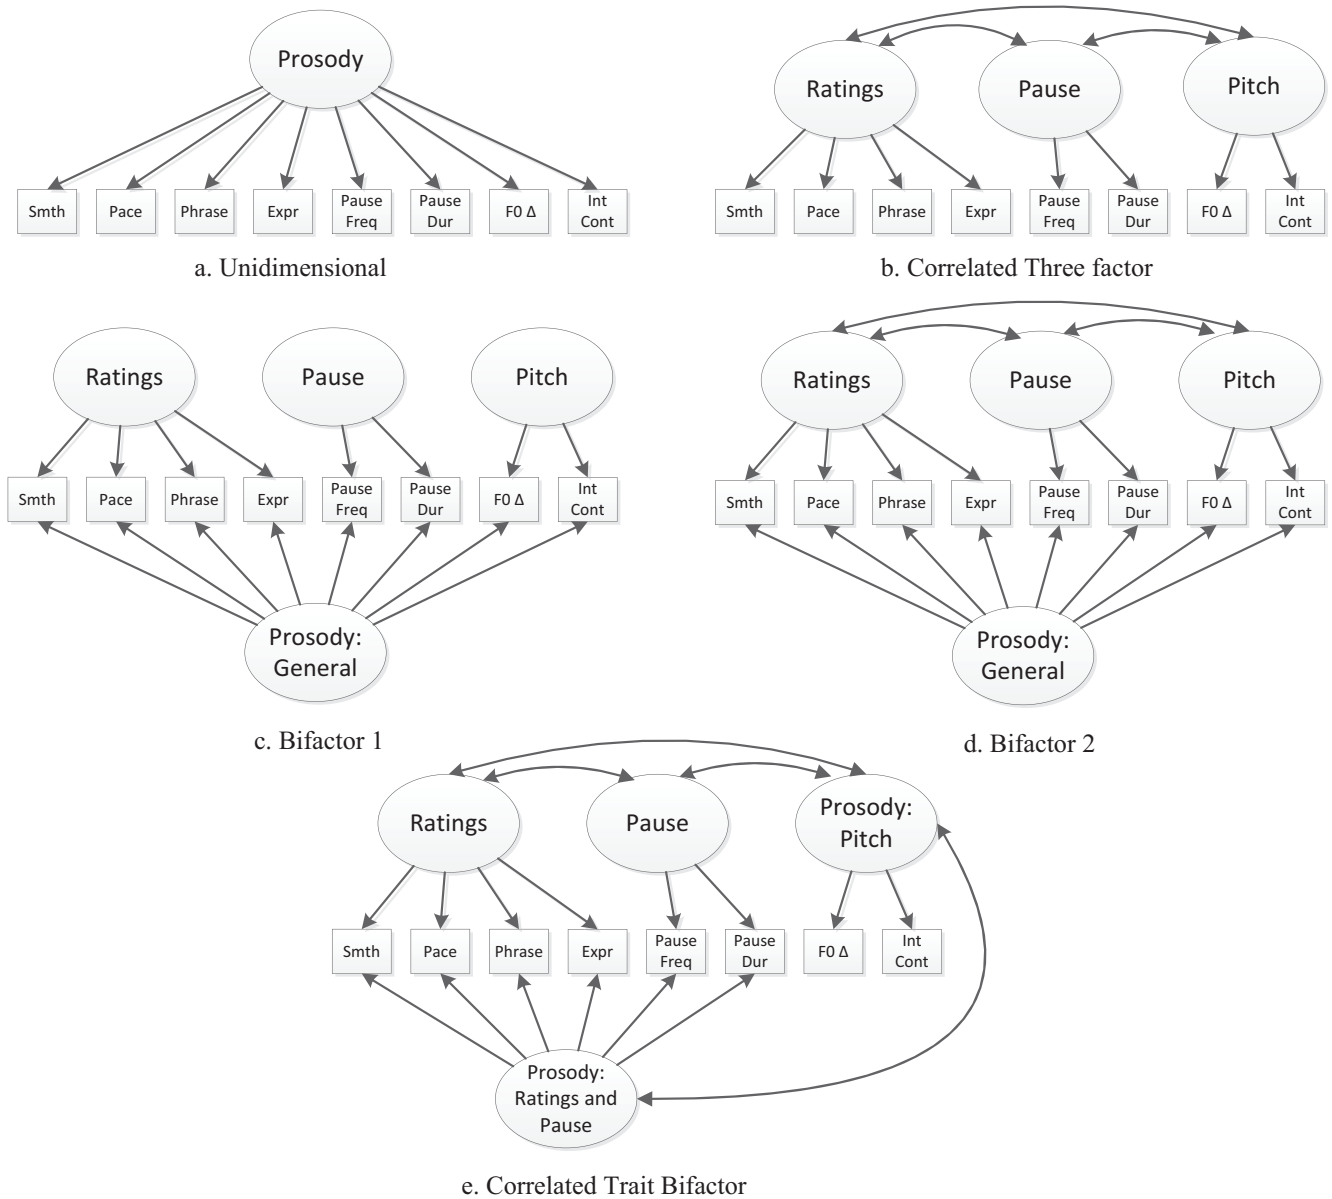 Prosody
Smth
Pace
Phrase
Expr
Pause
Freq
Pause
Dur
F0 Δ
Int
Cont
a. Unidimensional
Ratings
Pause
Pitch
Smth
Pace
Phrase
Expr
Pause
Freq
Pause
Dur
F0 Δ
Int
Cont
b. Correlated Three factor
Ratings
Pause
Pitch
Smth
Pace
Phrase
Expr
Pause
Freq
Pause
Dur
F0 Δ
Int
Cont
Prosody:
General
c. Bifactor 1
Ratings
Pause
Pitch
Smth
Pace
Phrase
Expr
Pause
Freq
Pause
Dur
F0 Δ
Int
Cont
Prosody:
General
d. Bifactor 2
Ratings
Pause
Prosody:
Pitch
Smth
Pace
Phrase
Expr
Pause
Freq
Pause
Dur
F0 Δ
Int
Cont
Prosody:
Ratings and
Pause
e. Correlated Trait Bifactor